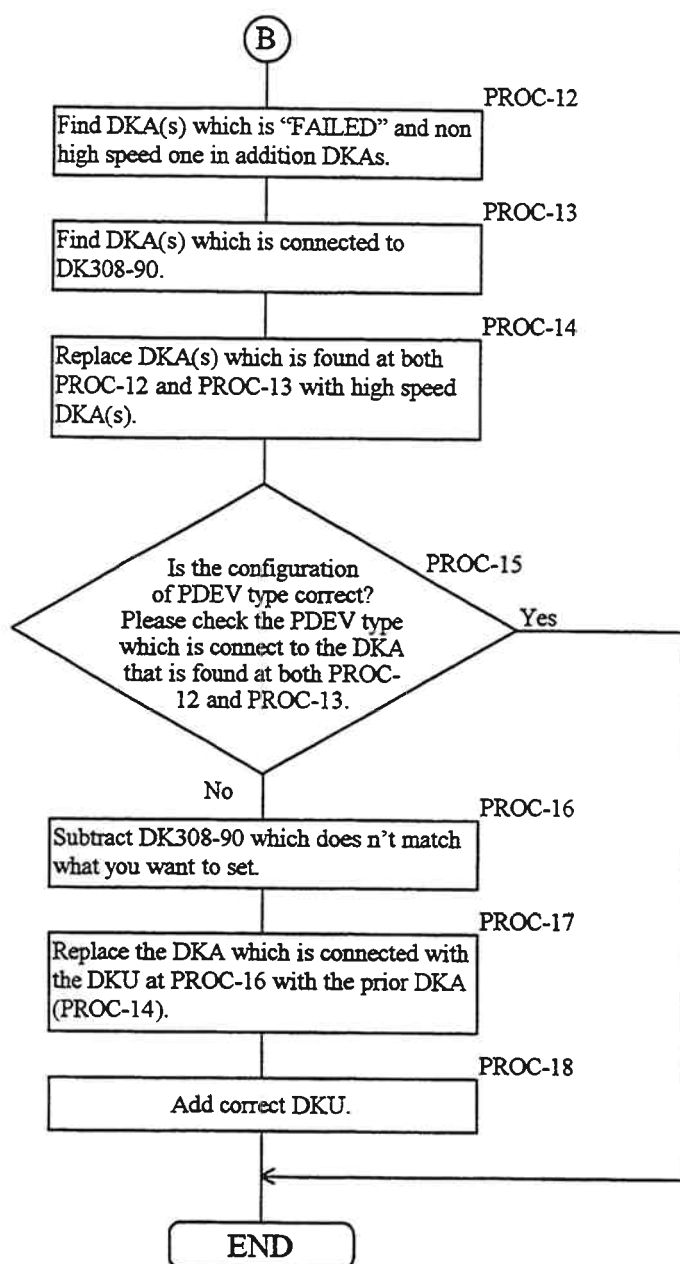 B
PROC-12
Find DKA(s) which is “FAILED” and non
high speed one in addition DKAs.
PROC-13
Find DKA(s) which is connected to
DK308-90.
PROC-14
Replace DKA(s) which is found at both
PROC-12 and PROC-13 with high speed
DKA(s).
PROC-15
Is the configuration
of PDEV type correct?
Please check the PDEV type
which is connect to the DKA
that is found at both PROC-
12 and PROC-13.
Yes
No
PROC-16
Subtract DK308-90 which does n't match
what you want to set.
PROC-17
Replace the DKA which is connected with
the DKU at PROC-16 with the prior DKA
(PROC-14).
PROC-18
Add correct DKU.
END